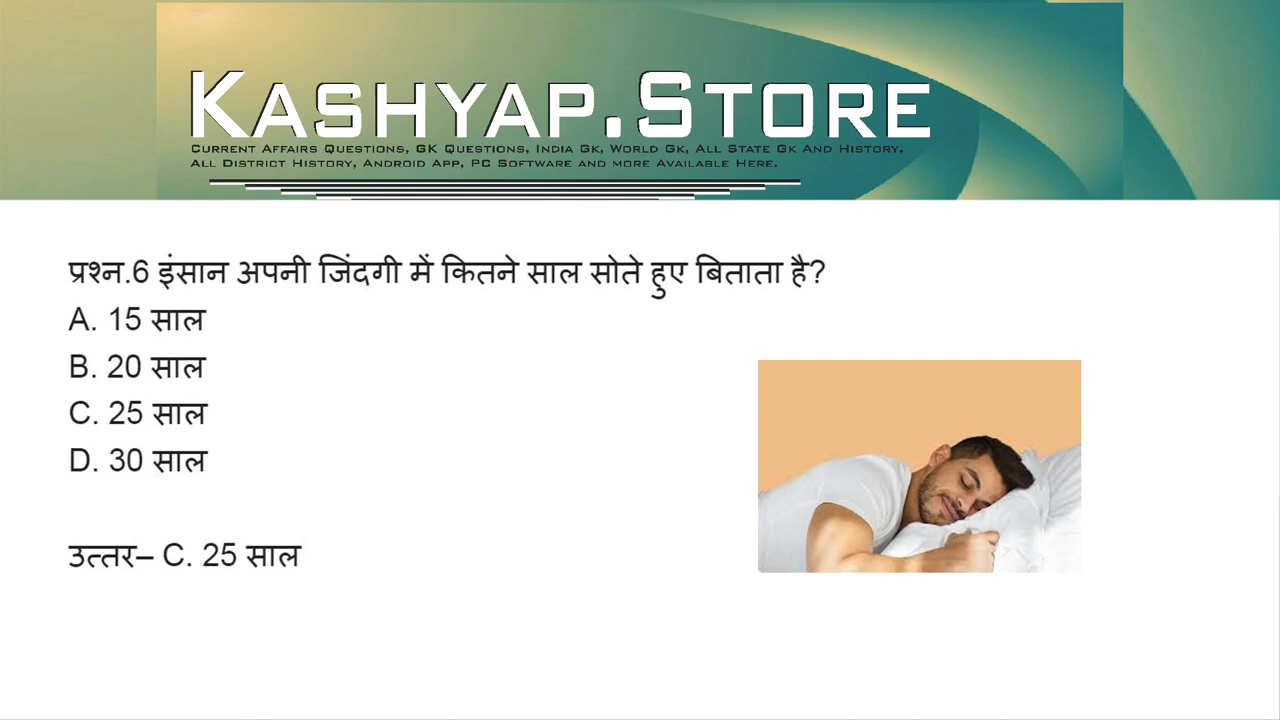 KASHYAP.STORE
CURRENT AFFAIRS QUESTIONS, GK QUESTIONS, INDIA GK, WORLD GK, ALL STATE GK AND HISTORY,
ALL DISTRICT HISTORY, ANDROID APP, PC SOFTWARE AND MORE AVAILABLE HERE.
प्रश्न.6 इंसान अपनी जिंदगी में कितने साल सोते हुए बिताता है?
A. 15 साल
B. 20 साल
C. 25 साल
D. 30 साल
उत्तर– C. 25 साल